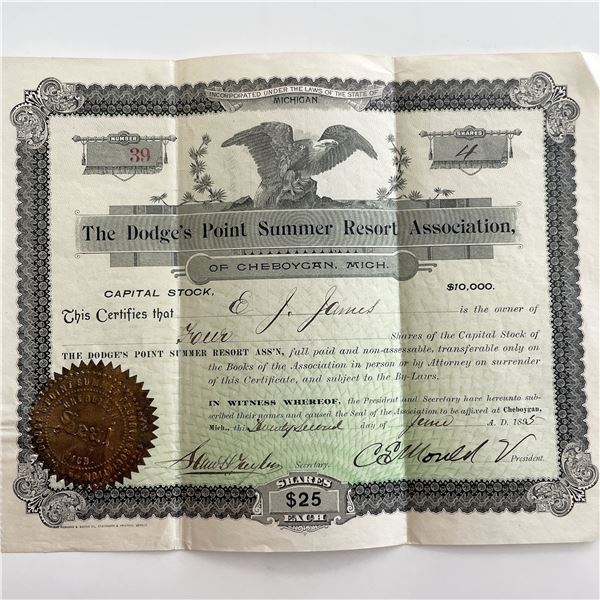 INCORPORATED UNDER THE LAWS OF THE STATE OF
MICHIGAN.
NUMBER
39
SHARES
4
The Dodge's Point Summer Resort Association,
OF CHEBOYGAN, MICH.
CAPITAL STOCK, $10,000.
This Certifies that E J. James is the owner of
Four Shares of the Capital Stock of
THE DODGE'S POINT SUMMER RESORT ASS'N, full paid and non-assessable, transferable only on
the Books of the Association in person or by Attorney on surrender
of this Certificate, and subject to the By-Laws.
IN WITNESS WHEREOF, the President and Secretary have hereunto sub-
scribed their names and caused the Seal of the Association to be affixed at Cheboygan,
Mich., this Twenty Second day of June A. D. 1895
Secretary. President.
SHARES
$25
EACH